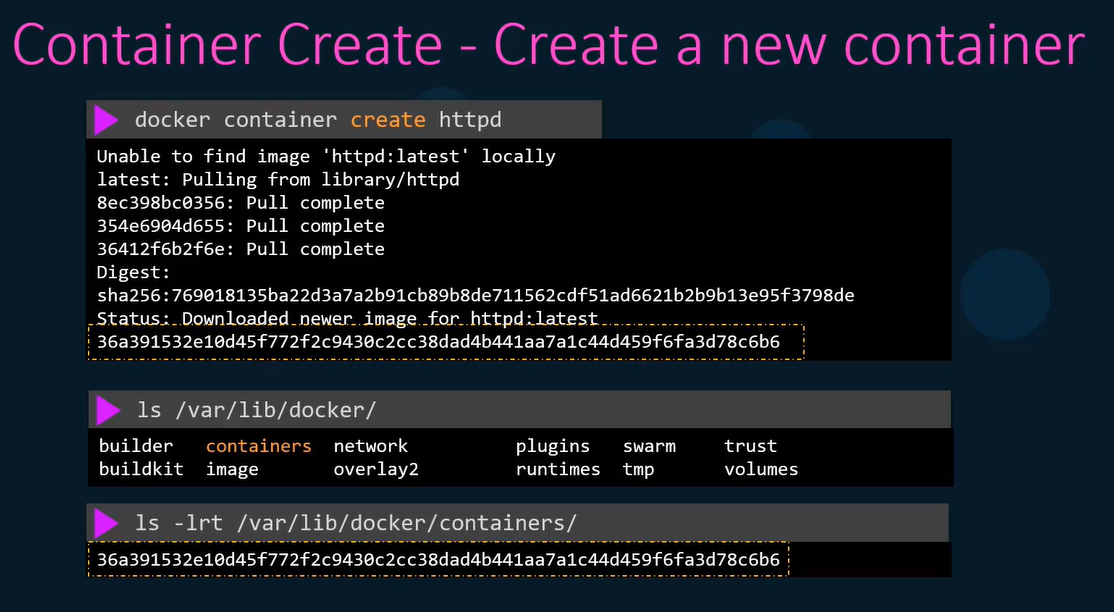 Container Create - Create a new container
docker container create httpd
Unable to find image 'httpd:latest' locally
latest: Pulling from library/httpd
8ec398bc0356: Pull complete
354e6904d655: Pull complete
36412f6b2f6e: Pull complete
Digest:
sha256:769018135ba22d3a7a2b91cb89b8de711562cdf51ad6621b2b9b13e95f3798de
Status: Downloaded newer image for httpd:latest
36a391532e10d45f772f2c9430c2cc38dad4b441aa7a1c44d459f6fa3d78c6b6
ls /var/lib/docker/
builder containers network plugins swarm trust
buildkit image overlay2 runtimes tmp volumes
ls -lrt /var/lib/docker/containers/
36a391532e10d45f772f2c9430c2cc38dad4b441aa7a1c44d459f6fa3d78c6b6